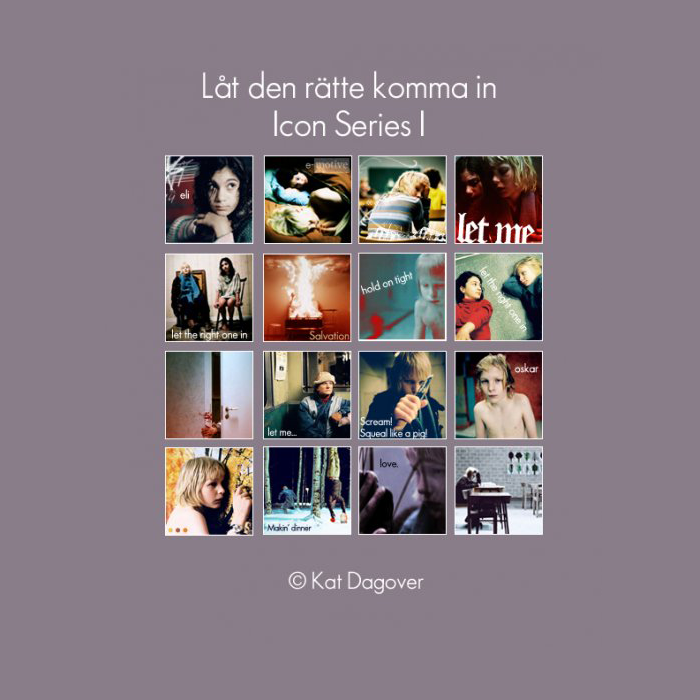 Låt den rätte komma in
Icon Series I
eli
e-motive
let me
let the right one in
Salvation
hold on tight
let the right one in
let me...
Scream!
Squeal like a pig!
oskar
Makin' dinner
love.
© Kat Dagover